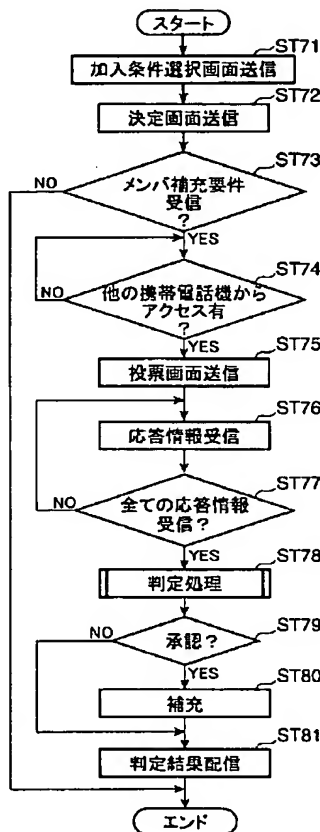 スタート
ST71
加入条件選択画面送信
ST72
決定画面送信
ST73
NO
メンバ補充要件
受信
?
YES
ST74
NO
他の携帯電話機から
アクセス有
?
YES
ST75
投票画面送信
ST76
応答情報受信
ST77
NO
全ての応答情報
受信?
YES
ST78
判定処理
ST79
NO
承認?
YES
ST80
補充
ST81
判定結果配信
エンド